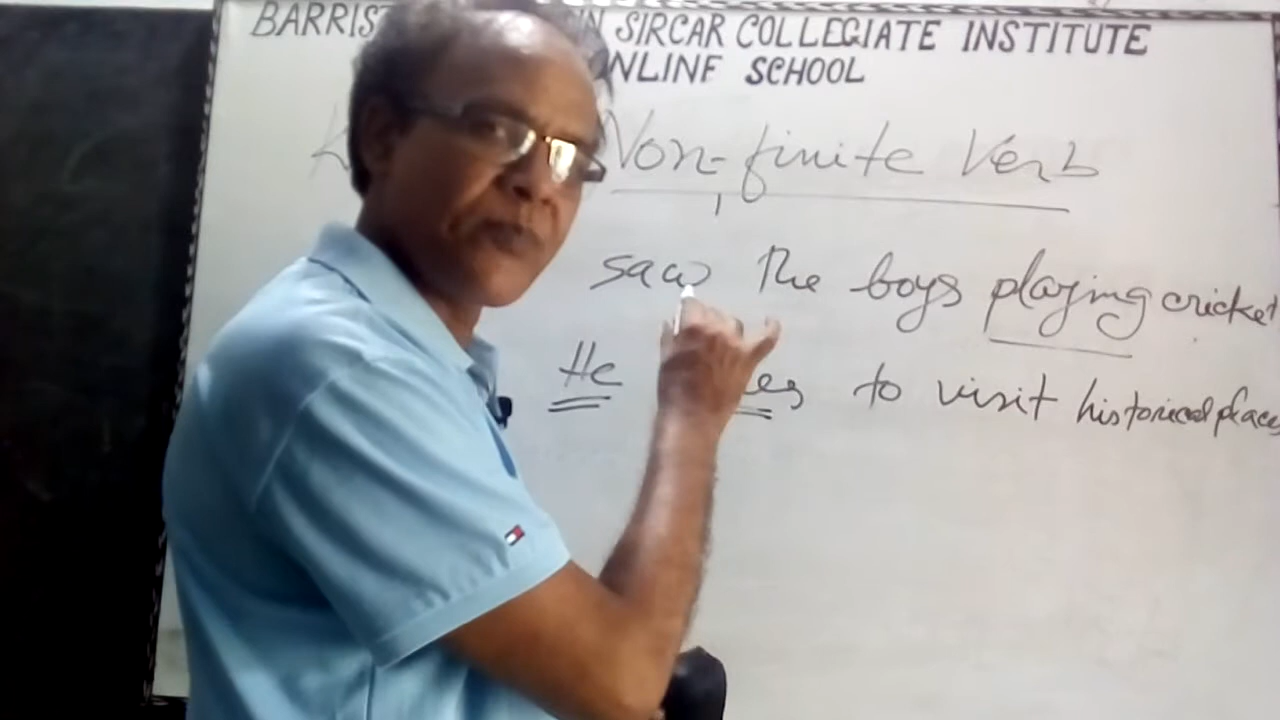 BARRIST IN SIRCAR COLLEGIATE INSTITUTE
ONLINE SCHOOL
Non-finite Verb
saw the boys playing cricket
He to visit historical places